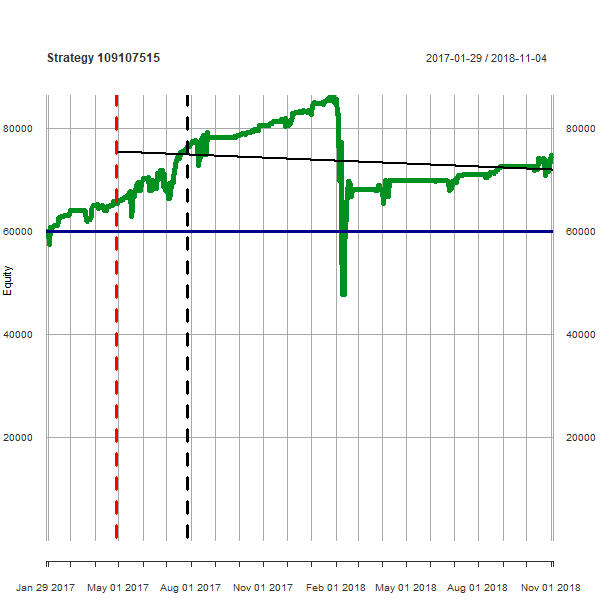 Strategy 109107515
2017-01-29 / 2018-11-04
80000
80000
60000
60000
Equity
40000
40000
20000
20000
Jan 29 2017
May 01 2017
Aug 01 2017
Nov 01 2017
Feb 01 2018
May 01 2018
Aug 01 2018
Nov 01 2018